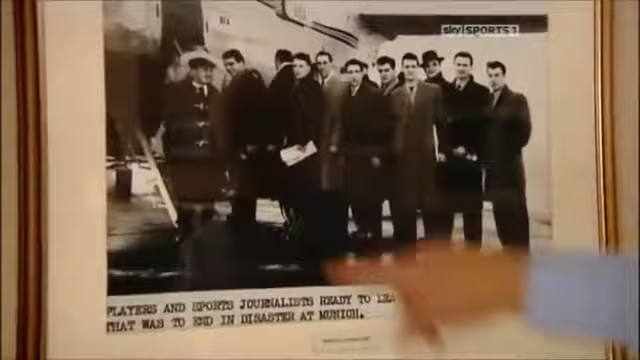 sky SPORTS 1
PLAYERS AND SPORTS JOURNALISTS READY TO
THAT WAS TO END IN DISASTER AT MUNICH.